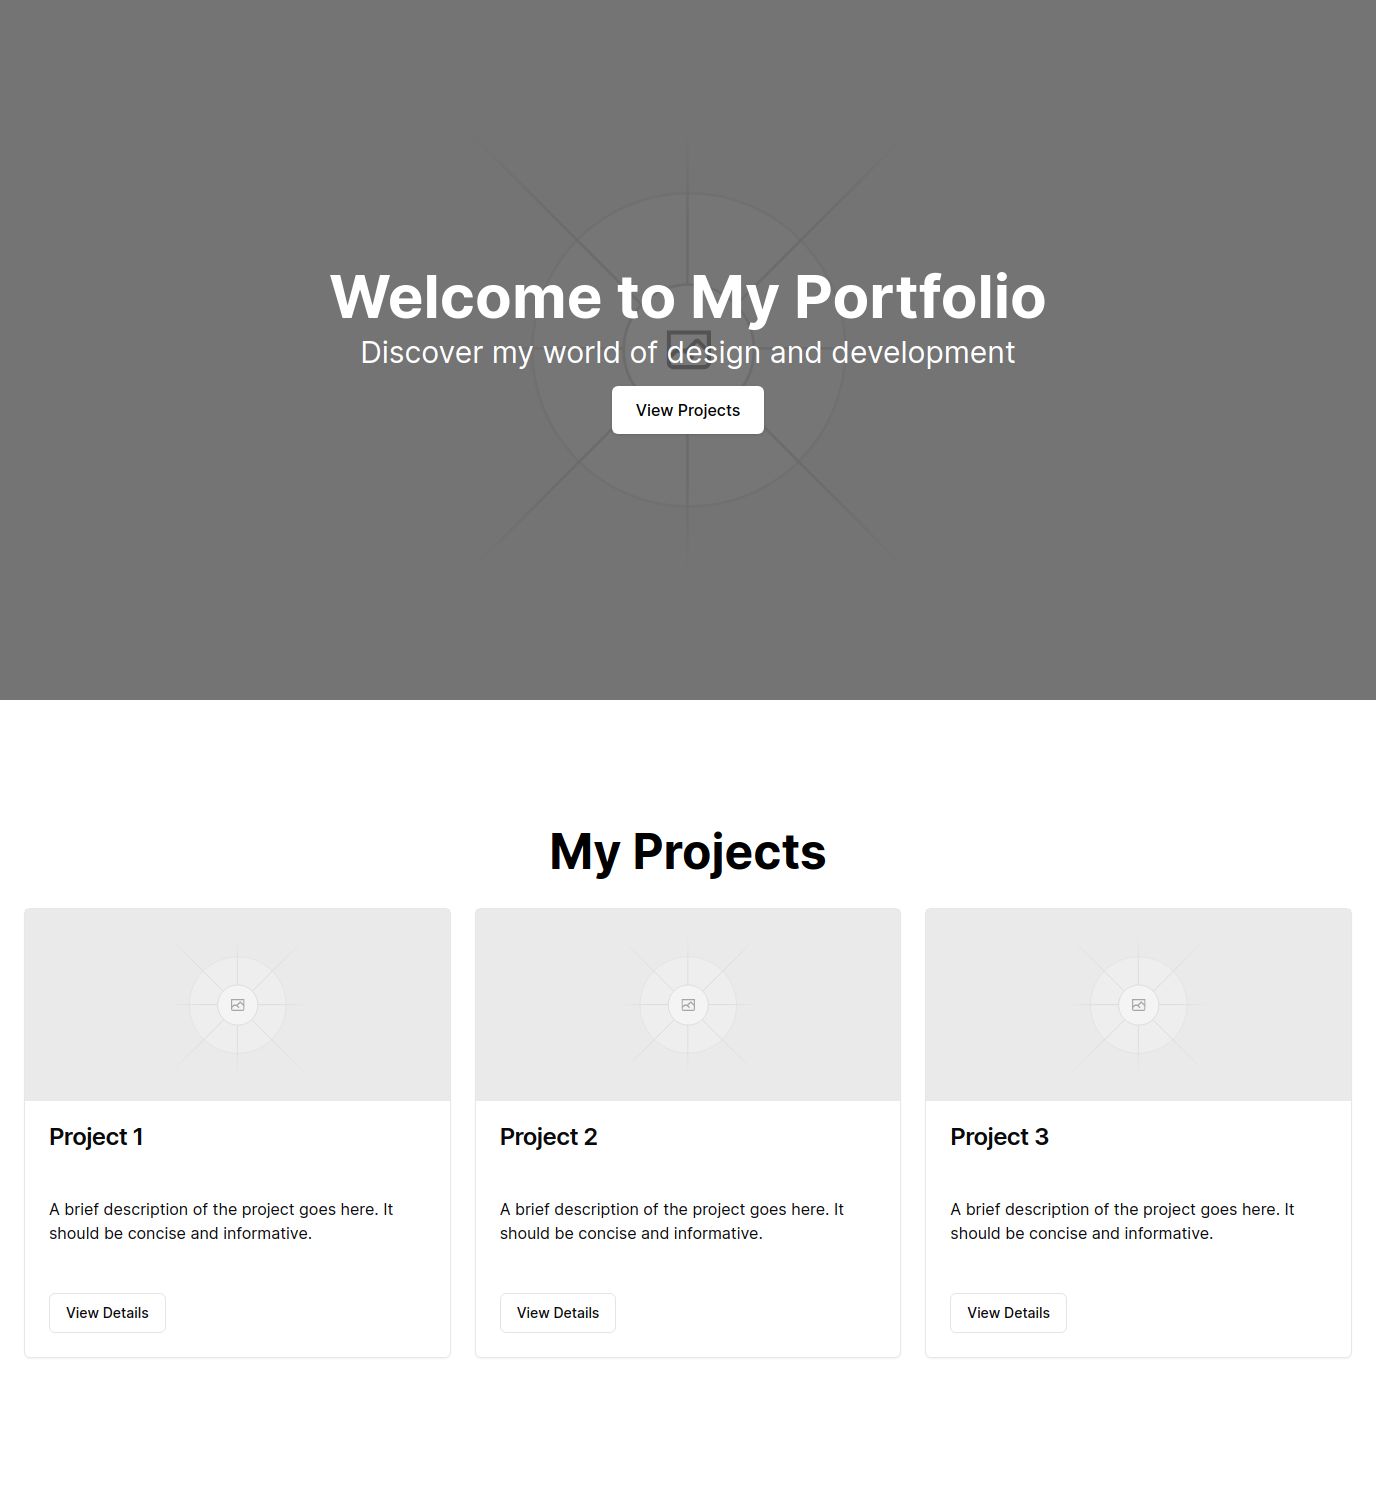 Welcome to My Portfolio
Discover my world of design and development
View Projects
My Projects
Project 1
A brief description of the project goes here. It
should be concise and informative.
View Details
Project 2
A brief description of the project goes here. It
should be concise and informative.
View Details
Project 3
A brief description of the project goes here. It
should be concise and informative.
View Details